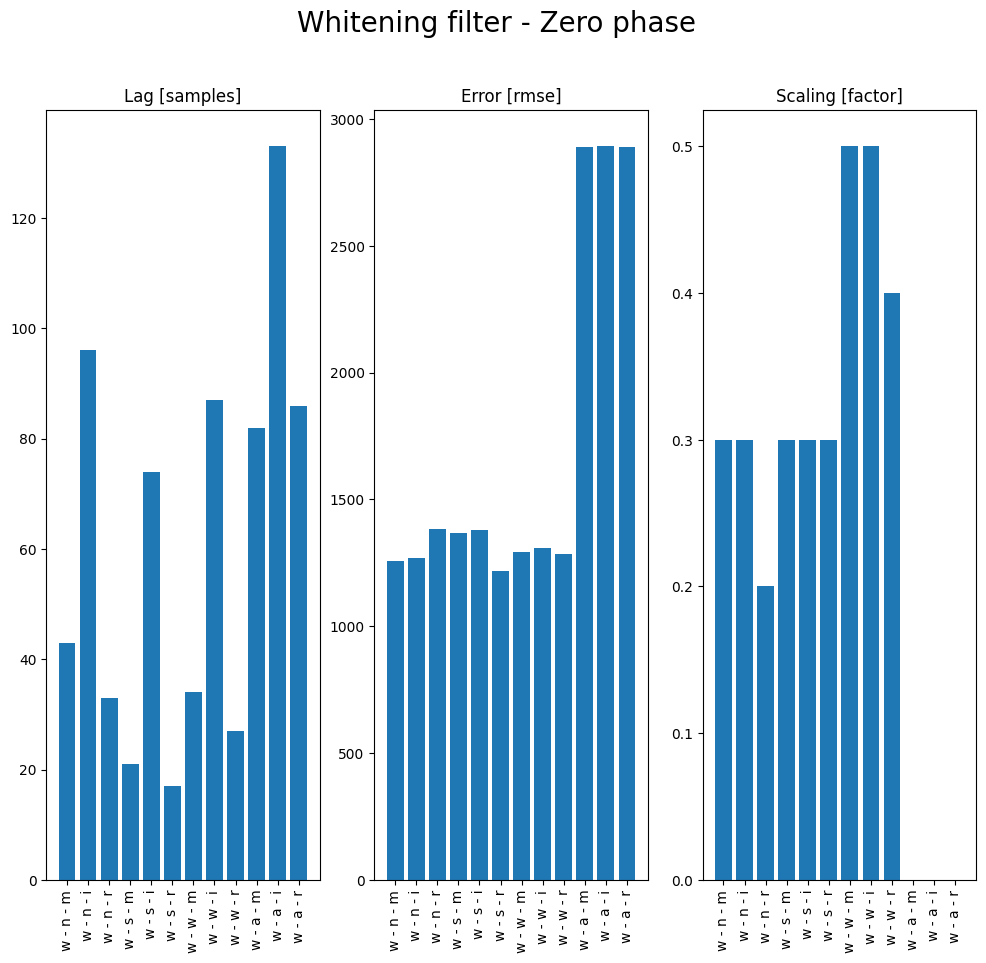 Whitening filter - Zero phase
Lag [samples]
0
20
40
60
80
100
120
w - n - m
w - n - i
w - n - r
w - s - m
w - s - i
w - s - r
w - w - m
w - w - i
w - w - r
w - a - m
w - a - i
w - a - r
Error [rmse]
0
500
1000
1500
2000
2500
3000
w - n - m
w - n - i
w - n - r
w - s - m
w - s - i
w - s - r
w - w - m
w - w - i
w - w - r
w - a - m
w - a - i
w - a - r
Scaling [factor]
0.0
0.1
0.2
0.3
0.4
0.5
w - n - m
w - n - i
w - n - r
w - s - m
w - s - i
w - s - r
w - w - m
w - w - i
w - w - r
w - a - m
w - a - i
w - a - r